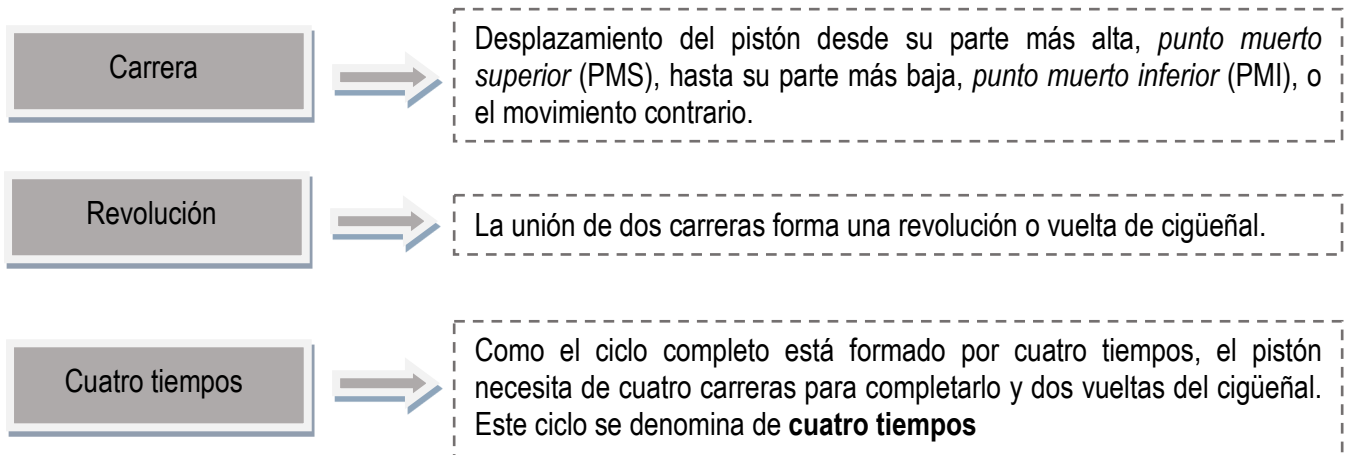 Carrera
Desplazamiento del pistón desde su parte más alta, punto muerto
superior (PMS), hasta su parte más baja, punto muerto inferior (PMI), o
el movimiento contrario.
Revolución
La unión de dos carreras forma una revolución o vuelta de cigüeñal.
Cuatro tiempos
Como el ciclo completo está formado por cuatro tiempos, el pistón
necesita de cuatro carreras para completarlo y dos vueltas del cigüeñal.
Este ciclo se denomina de cuatro tiempos